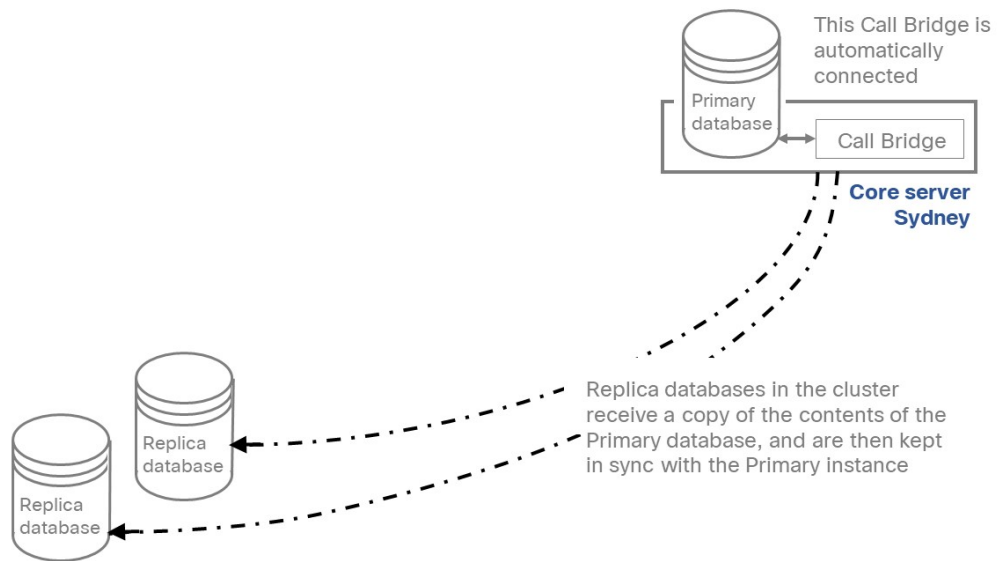 This Call Bridge is
automatically
connected
Primary
database
Call Bridge
Core server
Sydney
Replica databases in the cluster
receive a copy of the contents of the
Primary database, and are then kept
in sync with the Primary instance
Replica
database
Replica
database